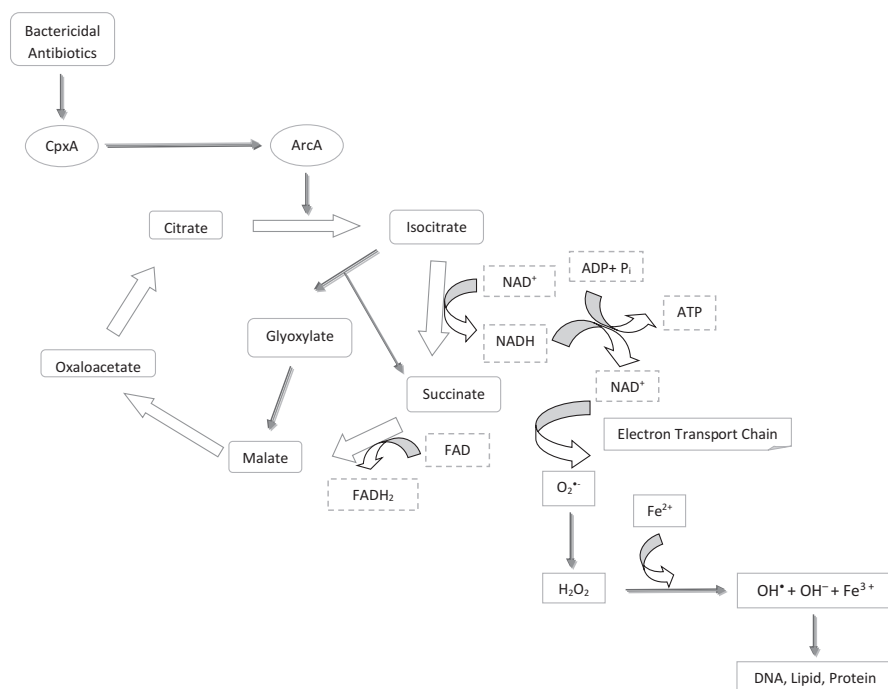 Bactericidal
Antibiotics
CpxA
ArcA
Citrate
Isocitrate
NAD⁺
ADP+ Pᵢ
ATP
Glyoxylate
NADH
Oxaloacetate
Succinate
NAD⁺
Electron Transport Chain
Malate
FAD
FADH₂
O₂•⁻
Fe²⁺
H₂O₂
OH• + OH⁻ + Fe³⁺
DNA, Lipid, Protein